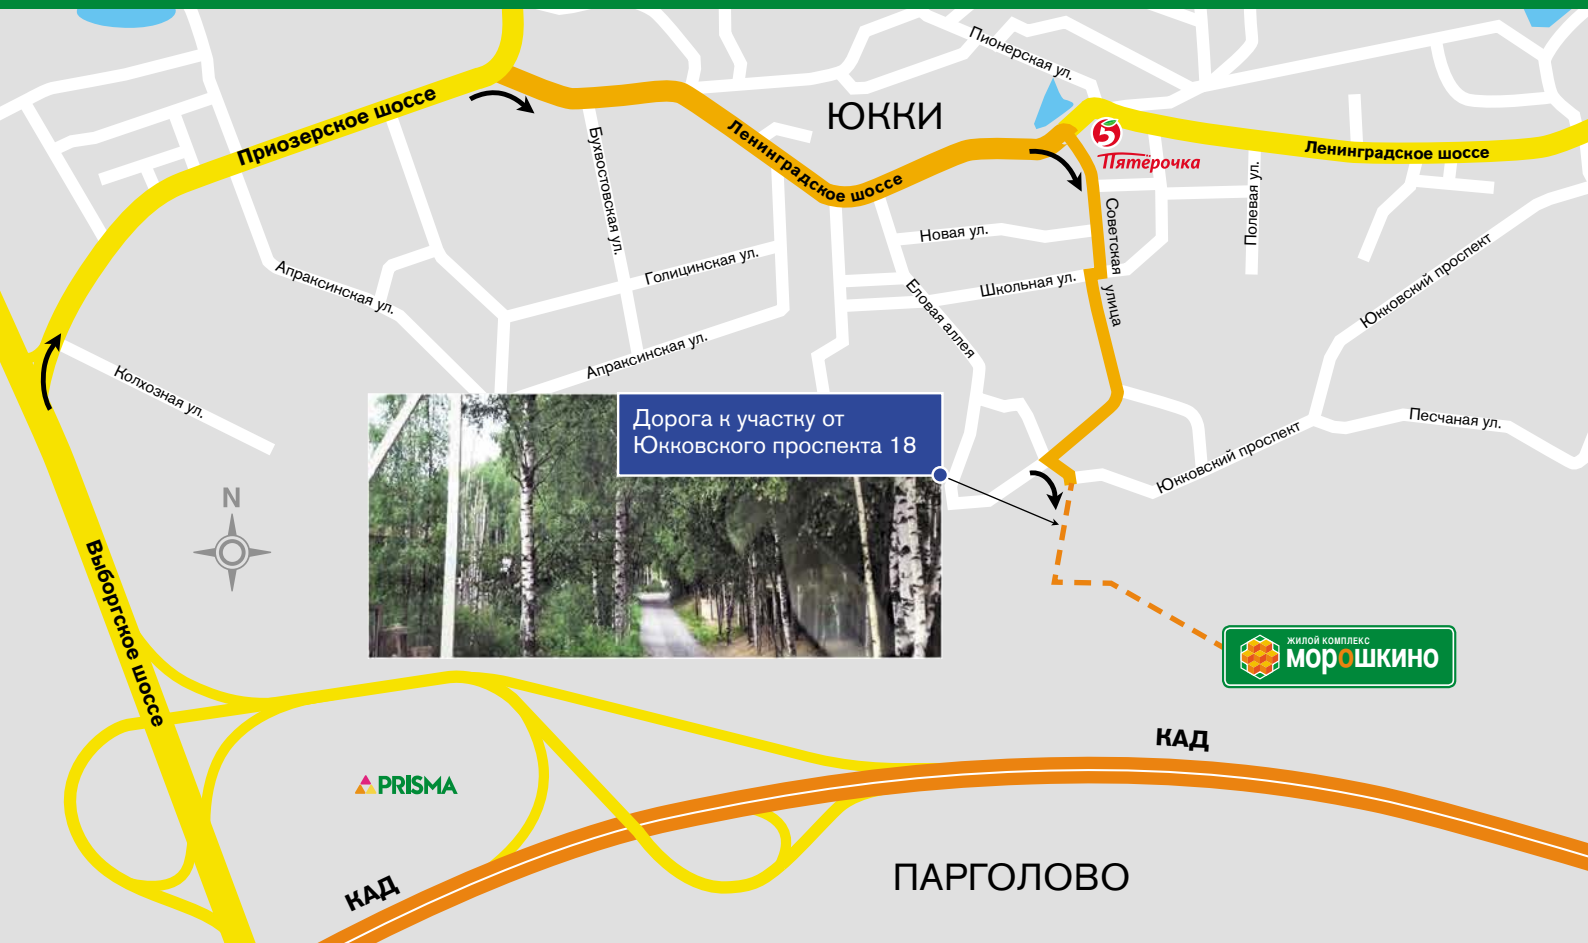 Пионерская ул.
Приозерское шоссе
ЮККИ
Ленинградское шоссе
5
Пятёрочка
Ленинградское шоссе
Бухвостовская ул.
Полевая ул.
Советская улица
Новая ул.
Голицинская ул.
Апраксинская ул.
Школьная ул.
Еловая аллея
Юкковский проспект
Апраксинская ул.
Колхозная ул.
Дорога к участку от
Юкковского проспекта 18
Песчаная ул.
Юкковский проспект
N
Выборгское шоссе
ЖИЛОЙ КОМПЛЕКС
МОРОШКИНО
КАД
PRISMA
КАД
ПАРГОЛОВО